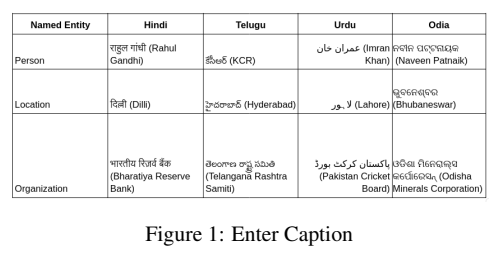 Named Entity Hindi Telugu Urdu Odia
Person राहुल गांधी (Rahul Gandhi) కేసీఆర్ (KCR) عمران خان (Imran Khan) ନବୀନ ପଟ୍ଟନାୟକ (Naveen Patnaik)
Location दिल्ली (Dilli) హైదరాబాద్ (Hyderabad) لاہور (Lahore) ଭୁବନେଶ୍ଵର (Bhubaneswar)
Organization भारतीय रिज़र्व बैंक (Bharatiya Reserve Bank) తెలంగాణ రాష్ట్ర సమితి (Telangana Rashtra Samiti) پاکستان کرکٹ بورڈ (Pakistan Cricket Board) ଓଡିଶା ମିନେରାଲ୍ସ କର୍ପୋରେସନ୍ (Odisha Minerals Corporation)
Figure 1: Enter Caption